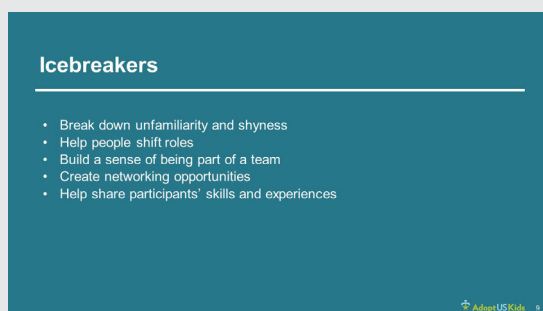 Icebreakers
• Break down unfamiliarity and shyness
• Help people shift roles
• Build a sense of being part of a team
• Create networking opportunities
• Help share participants’ skills and experiences
AdoptUSKids 9